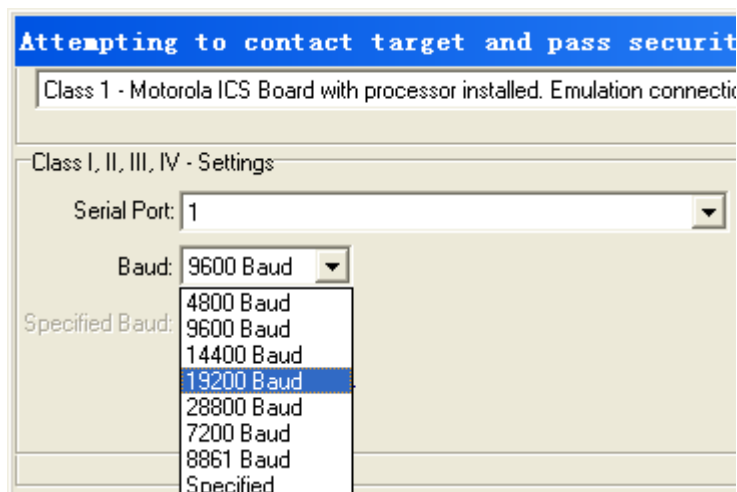 Attempting to contact target and pass securit
Class 1 - Motorola ICS Board with processor installed. Emulation connectio
Class I, II, III, IV - Settings
Serial Port: 1
Baud: 9600 Baud
4800 Baud
Specified Baud:
9600 Baud
14400 Baud
19200 Baud
28800 Baud
7200 Baud
8861 Baud
Specified